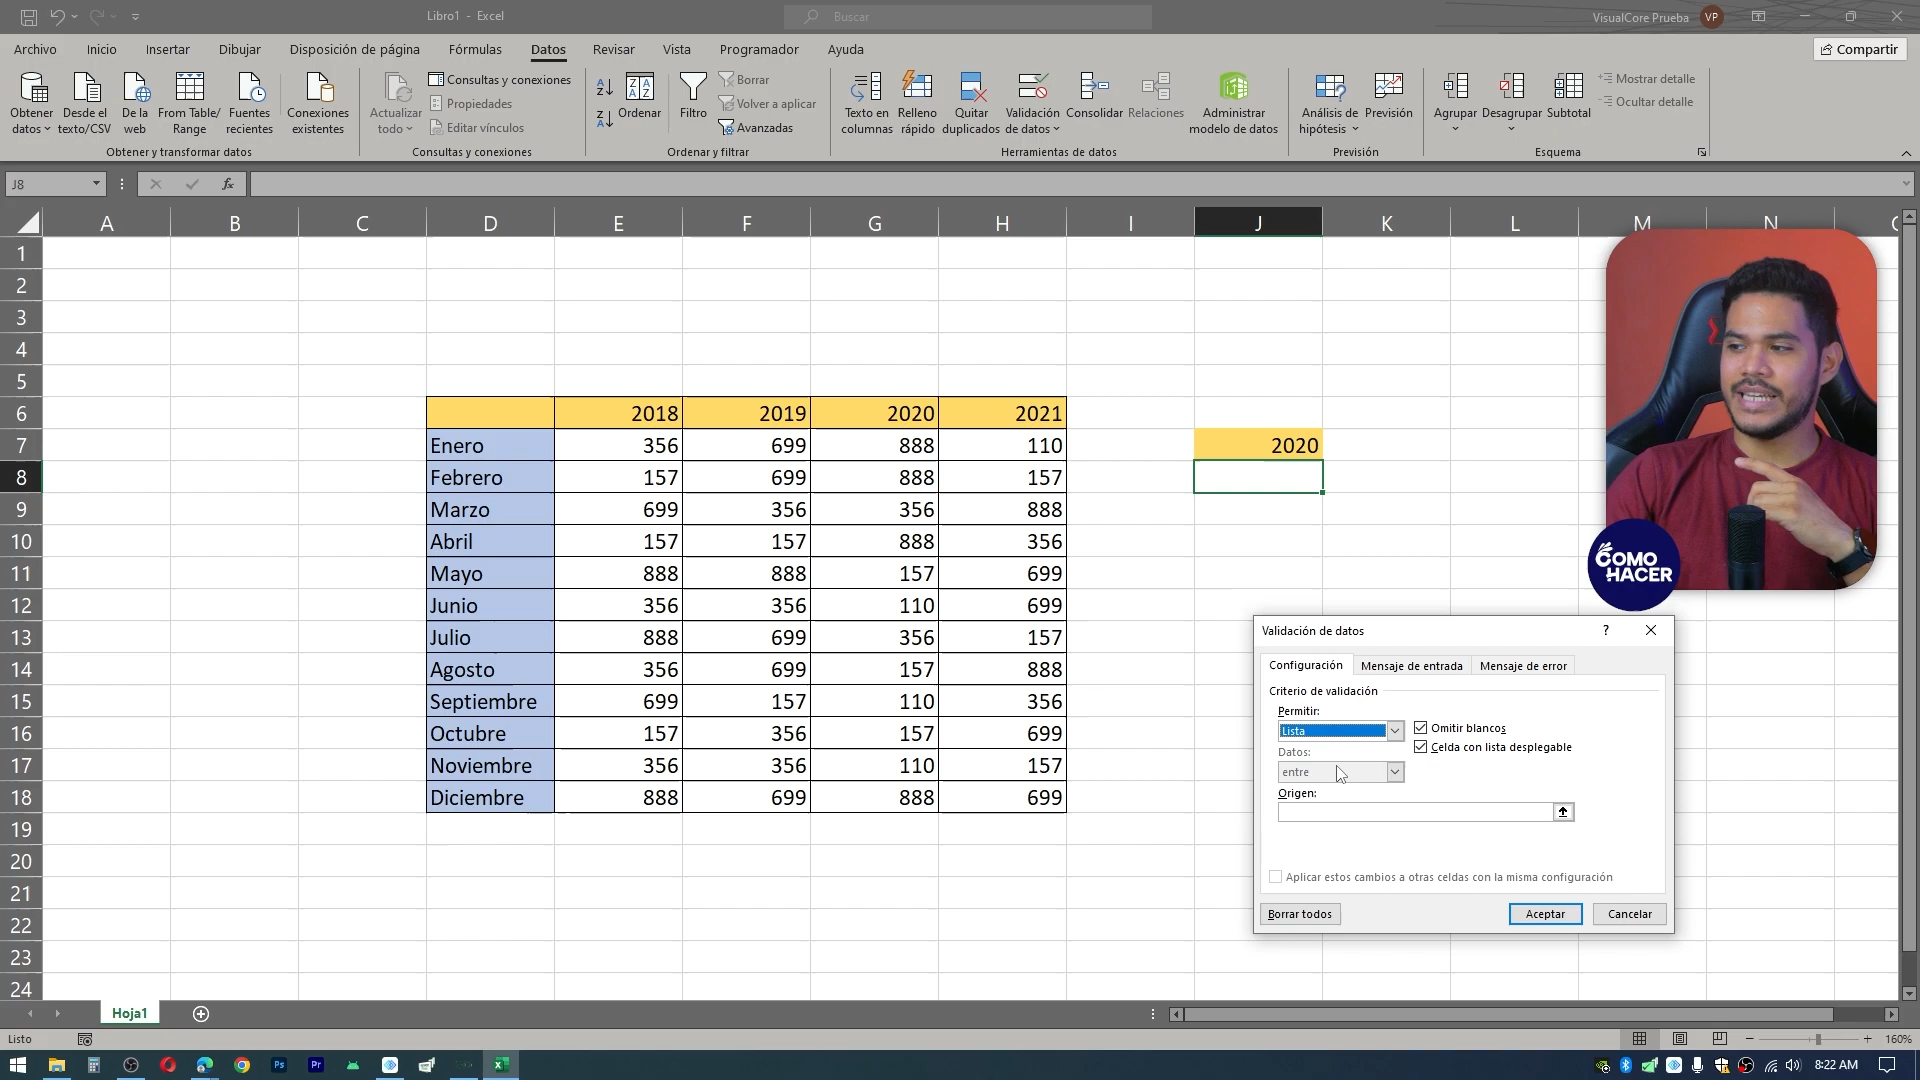 Libro1 - Excel
Buscar
VisualCore Prueba VP
Archivo Inicio Insertar Dibujar Disposición de página Fórmulas Datos Revisar Vista Programador Ayuda Compartir
Obtener datos
Desde el texto/CSV
De la web
From Table/ Range
Fuentes recientes
Conexiones existentes
Obtener y transformar datos
Actualizar todo
Consultas y conexiones
Propiedades
Editar vínculos
Consultas y conexiones
Ordenar
Filtro
Borrar
Volver a aplicar
Avanzadas
Ordenar y filtrar
Texto en columnas
Relleno rápido
Quitar duplicados
Validación de datos
Consolidar
Relaciones
Administrar modelo de datos
Herramientas de datos
Análisis de hipótesis
Previsión
Previsión
Agrupar
Desagrupar
Subtotal
Mostrar detalle
Ocultar detalle
Esquema
J8 fx
A B C D E F G H I J K L M N
1
2
3
4
5
6 2018 2019 2020 2021
7 Enero 356 699 888 110 2020
8 Febrero 157 699 888 157
9 Marzo 699 356 356 888
10 Abril 157 157 888 356
11 Mayo 888 888 157 699
12 Junio 356 356 110 699
13 Julio 888 699 356 157
14 Agosto 356 699 157 888
15 Septiembre 699 157 110 356
16 Octubre 157 356 157 699
17 Noviembre 356 356 110 157
18 Diciembre 888 699 888 699
19
20
21
22
23
24
COMO
HACER
Validación de datos ?
Configuración Mensaje de entrada Mensaje de error
Criterio de validación
Permitir:
Lista
Omitir blancos
Celda con lista desplegable
Datos:
entre
Origen:
Aplicar estos cambios a otras celdas con la misma configuración
Borrar todos Aceptar Cancelar
Hoja1
Listo 160%
Ps Pr 8:22 AM